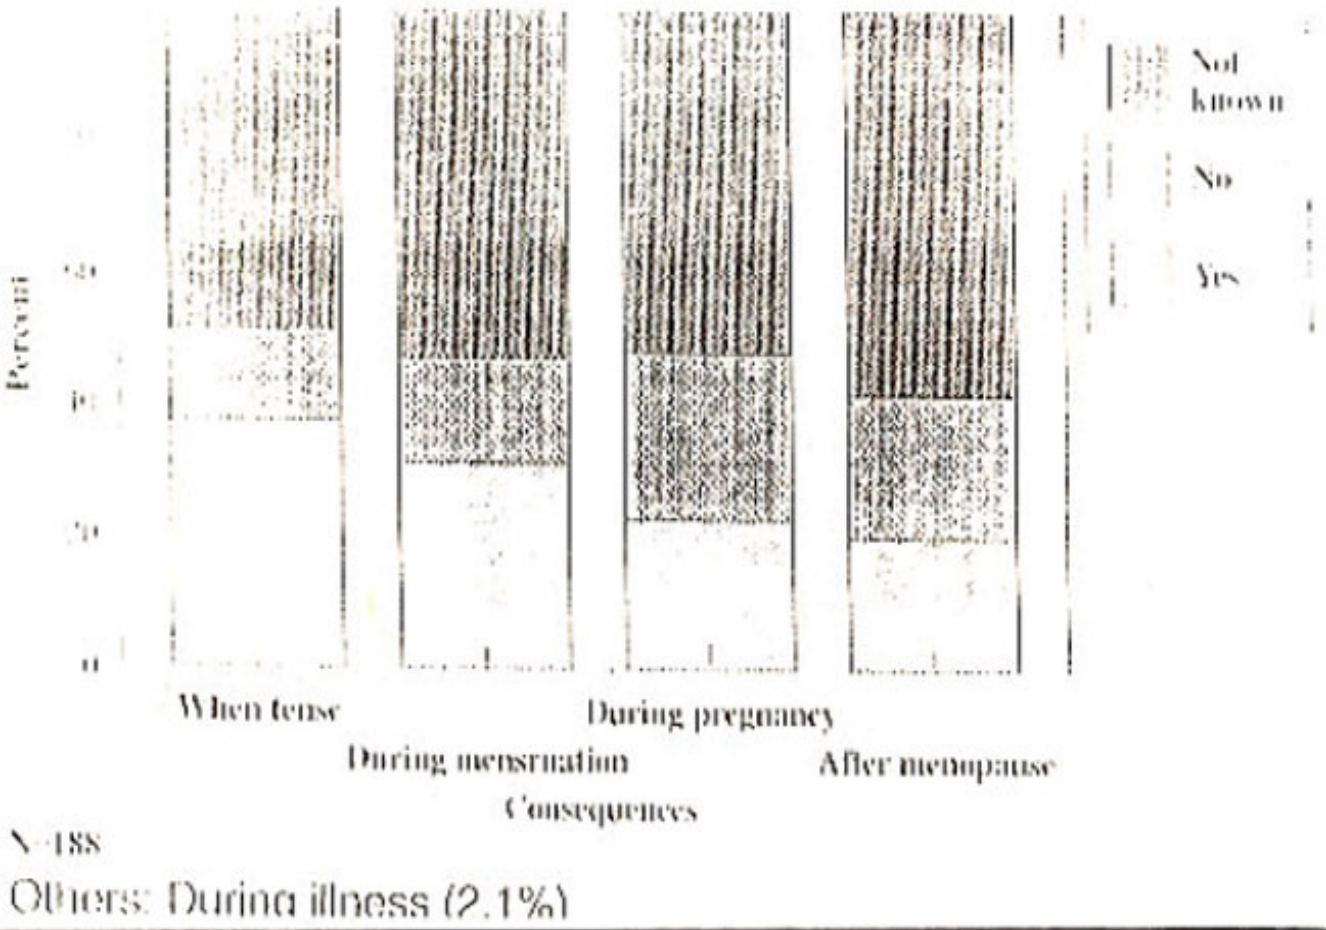 Not
known
No
Yes
Percent
0
When tense
During pregnancy
During mensruation
After menopause
Consequences
Others: During illness (2.1%)